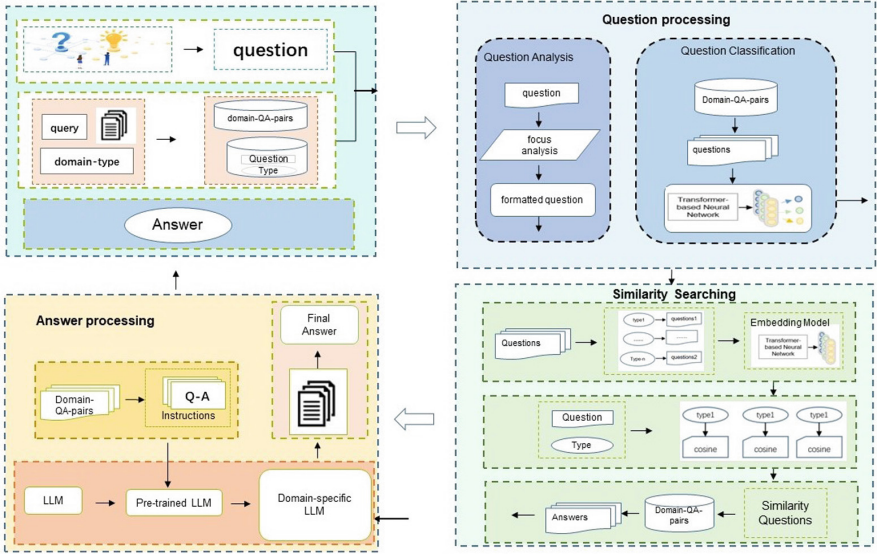 question
query
domain-type
domain-QA-pairs
Question
Type
Answer
Question processing
Question Analysis
question
focus
analysis
formatted question
Question Classification
Domain-QA-pairs
questions
Transformer-
based Neural
Network
Answer processing
Final
Answer
Domain-
QA-pairs
Q-A
Instructions
LLM
Pre-trained LLM
Domain-specific
LLM
Similarity Searching
Questions
type1
questions1
......
......
Type n
questions2
Embedding Model
Transformer-
based Neural
Network
Question
Type
type1
type1
type1
cosine
cosine
cosine
Answers
Domain-QA-
pairs
Similarity
Questions